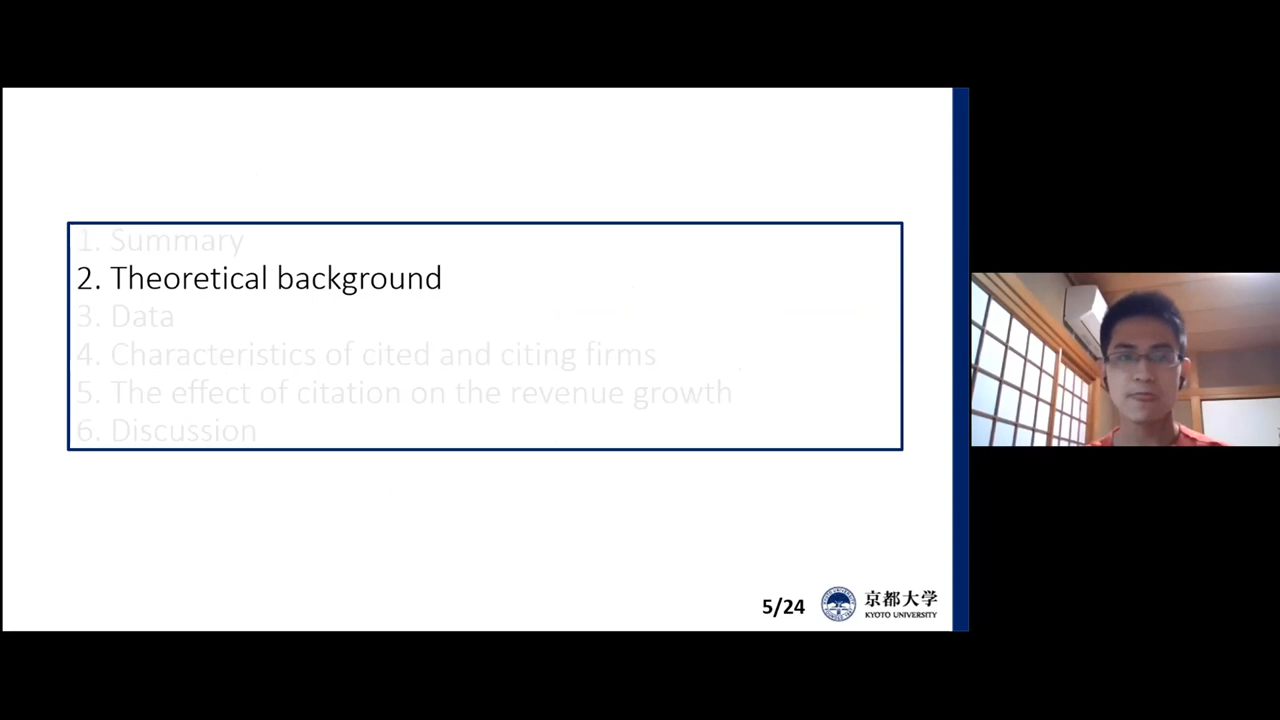 1. Summary
2. Theoretical background
3. Data
4. Characteristics of cited and citing firms
5. The effect of citation on the revenue growth
6. Discussion
5/24
京都大学
KYOTO UNIVERSITY